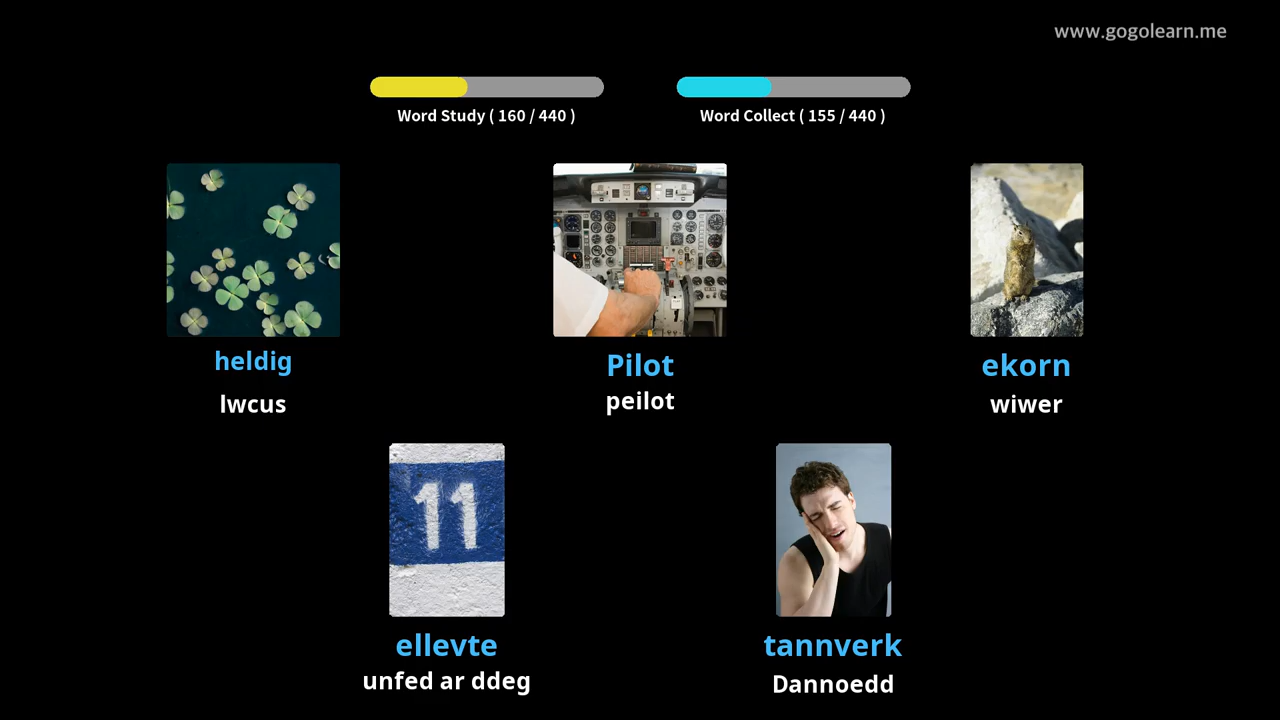 www.gogolearn.me
Word Study ( 160 / 440 )
Word Collect ( 155 / 440 )
heldig
lwcus
Pilot
peilot
ekorn
wiwer
11
ellevte
unfed ar ddeg
tannverk
Dannoedd